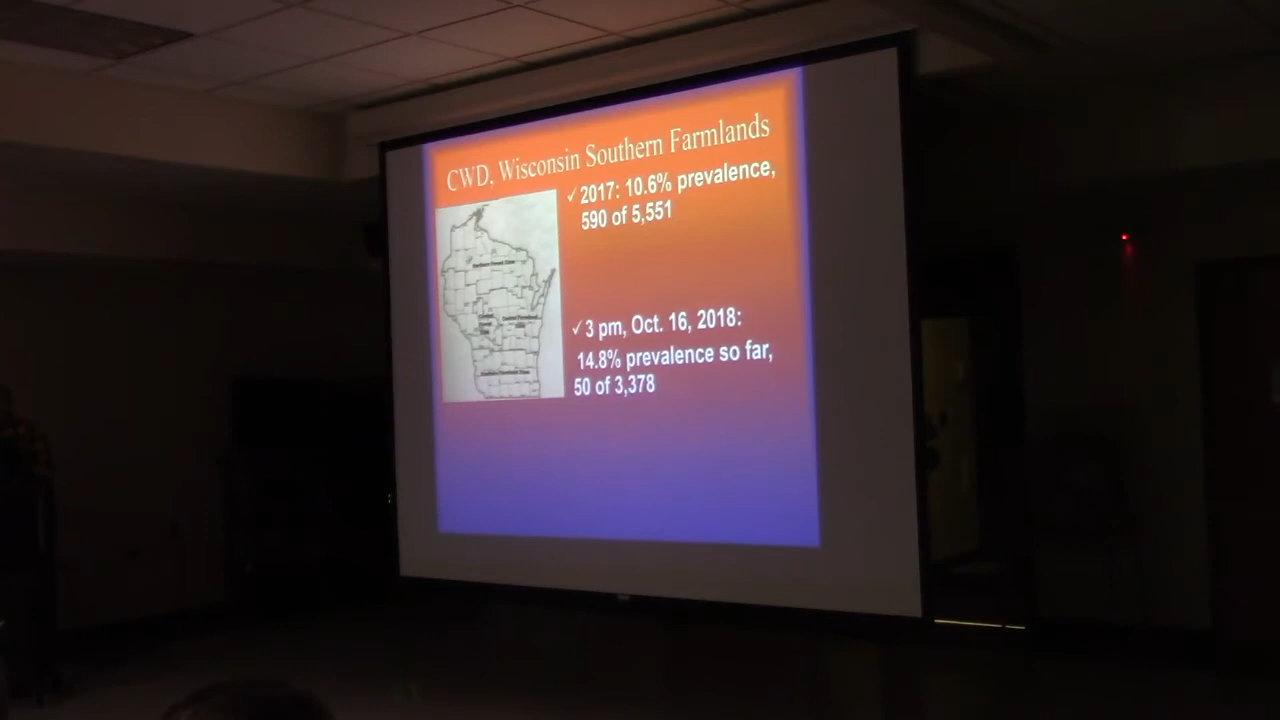 CWD, Wisconsin Southern Farmlands
✓ 2017: 10.6% prevalence,
590 of 5,551
✓ 3 pm, Oct. 16, 2018:
14.8% prevalence so far,
50 of 3,378